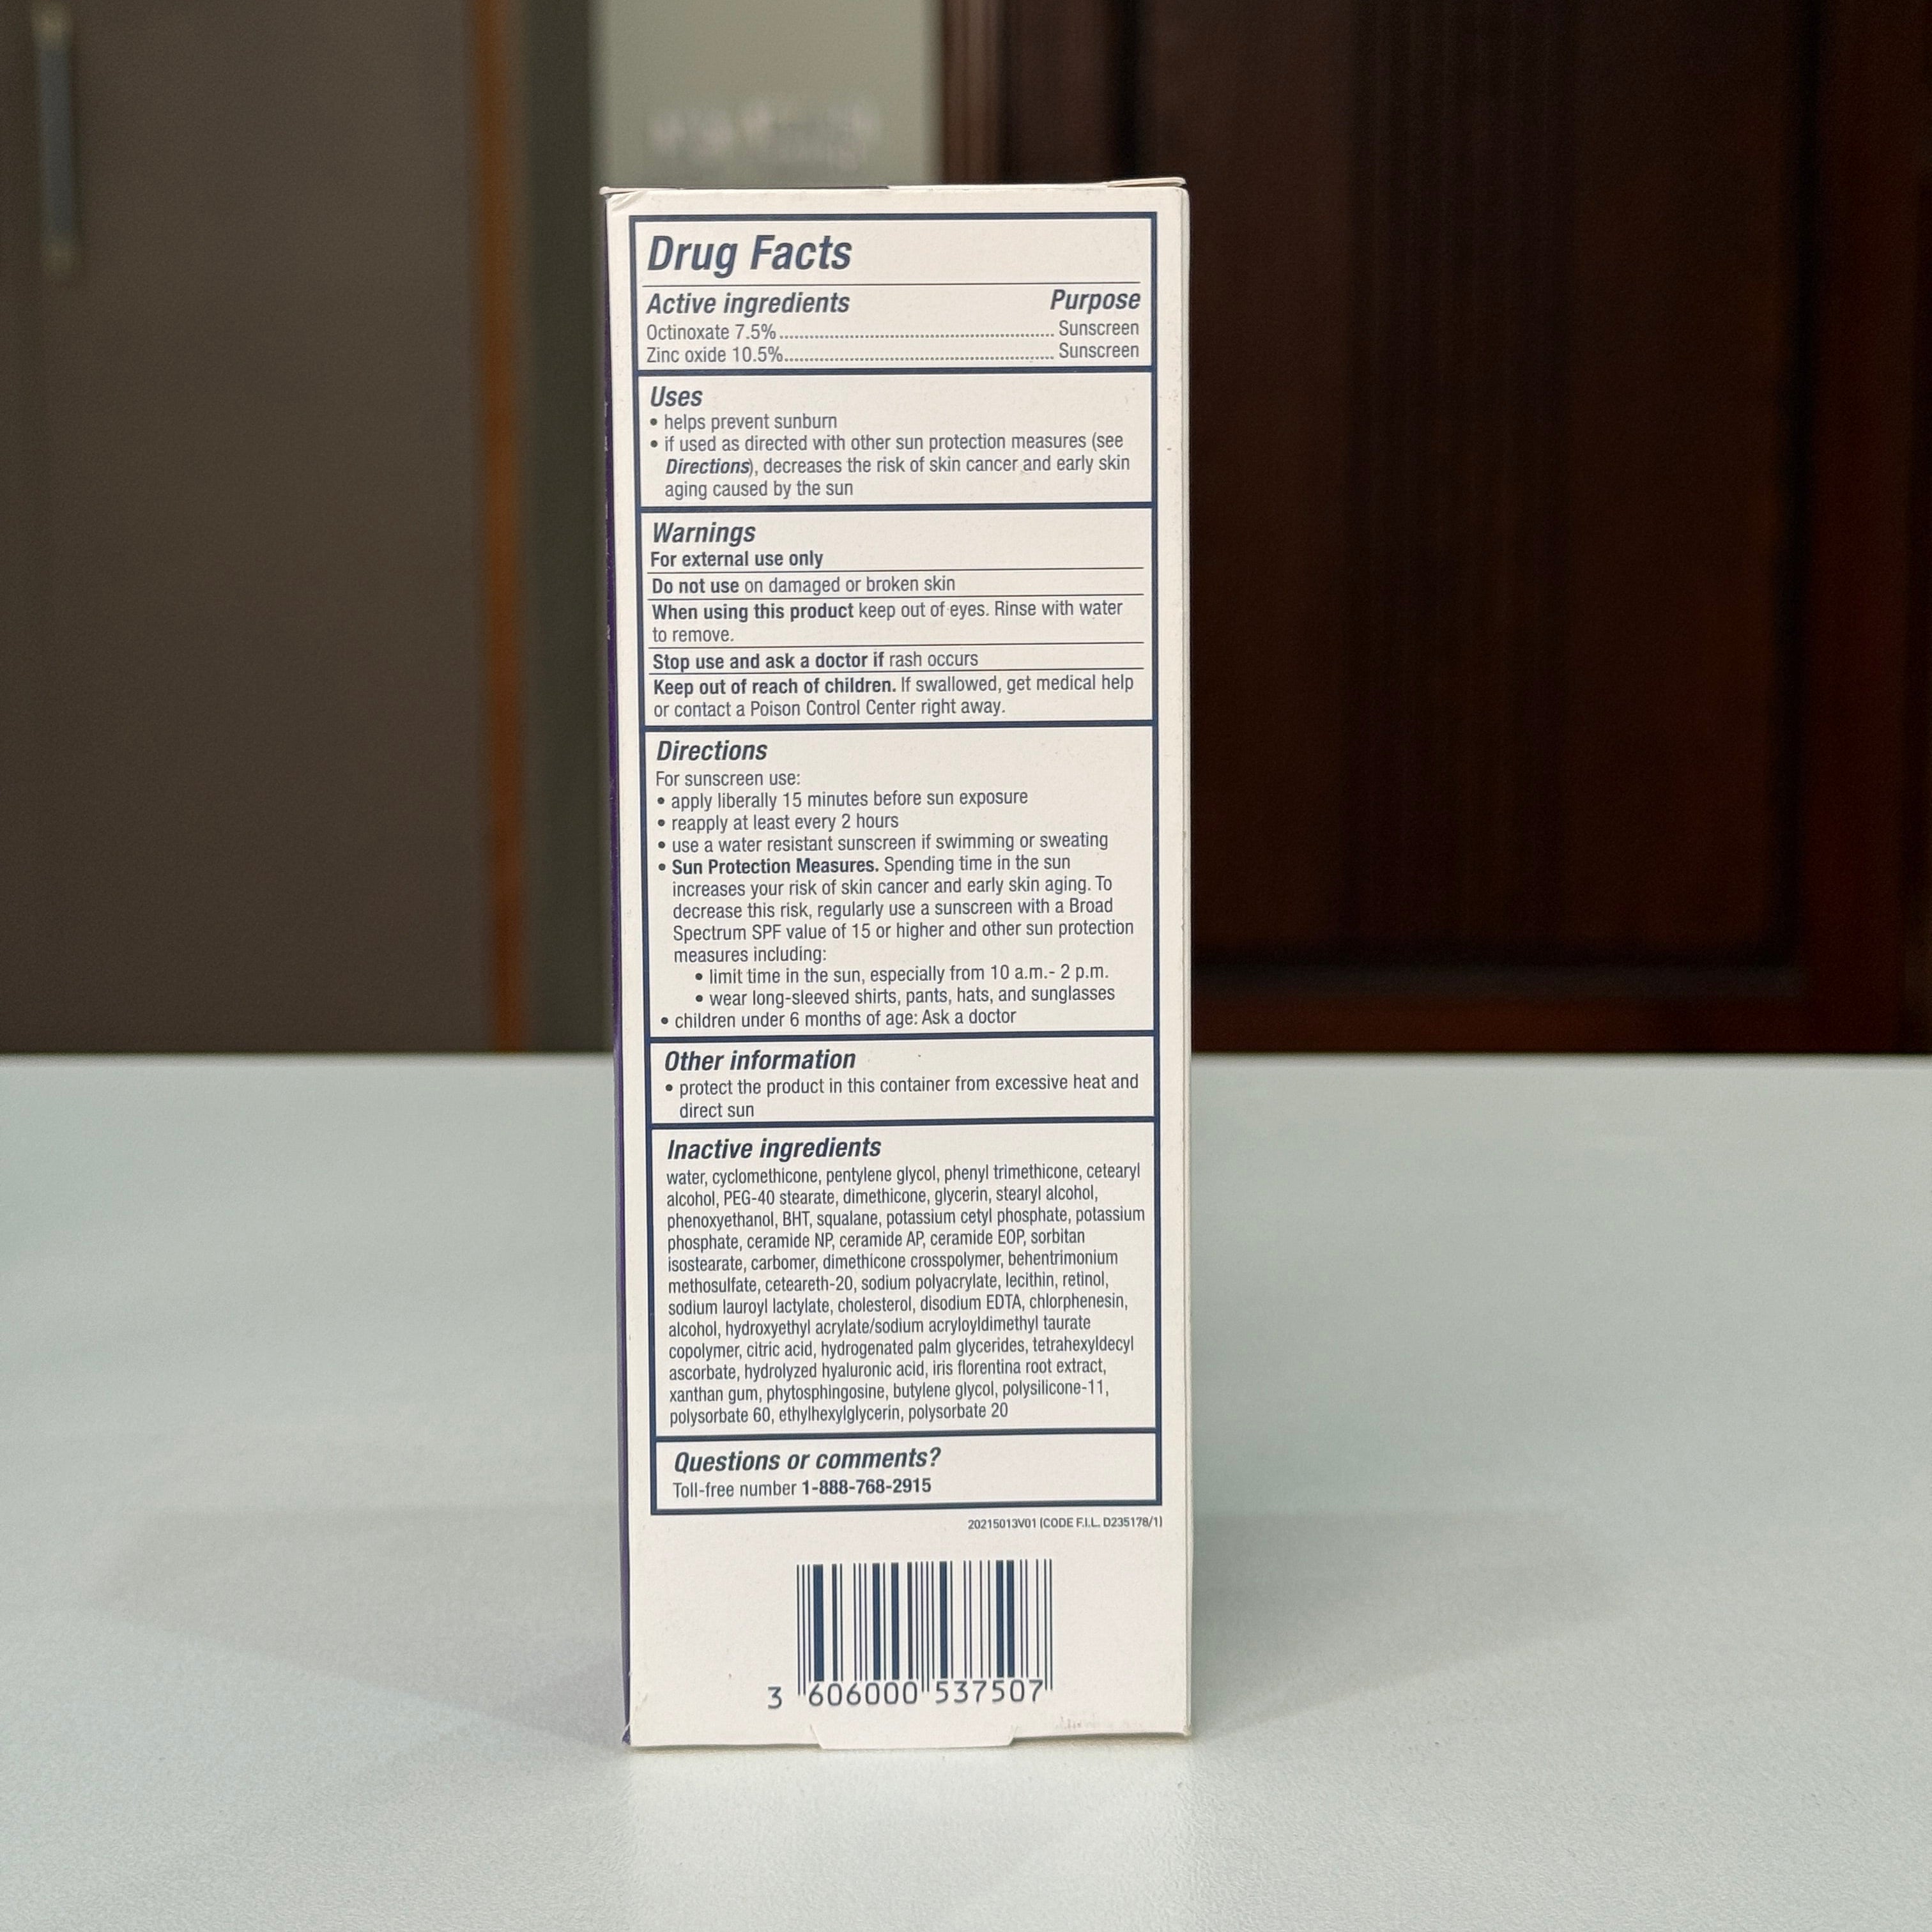 Drug Facts
Active ingredients Purpose
Octinoxate 7.5%.......................................................... Sunscreen
Zinc oxide 10.5%......................................................... Sunscreen
Uses
• helps prevent sunburn
• if used as directed with other sun protection measures (see
Directions), decreases the risk of skin cancer and early skin
aging caused by the sun
Warnings
For external use only
Do not use on damaged or broken skin
When using this product keep out of eyes. Rinse with water
to remove.
Stop use and ask a doctor if rash occurs
Keep out of reach of children. If swallowed, get medical help
or contact a Poison Control Center right away.
Directions
For sunscreen use:
• apply liberally 15 minutes before sun exposure
• reapply at least every 2 hours
• use a water resistant sunscreen if swimming or sweating
• Sun Protection Measures. Spending time in the sun
increases your risk of skin cancer and early skin aging. To
decrease this risk, regularly use a sunscreen with a Broad
Spectrum SPF value of 15 or higher and other sun protection
measures including:
• limit time in the sun, especially from 10 a.m.- 2 p.m.
• wear long-sleeved shirts, pants, hats, and sunglasses
• children under 6 months of age: Ask a doctor
Other information
• protect the product in this container from excessive heat and
direct sun
Inactive ingredients
water, cyclomethicone, pentylene glycol, phenyl trimethicone, cetearyl
alcohol, PEG-40 stearate, dimethicone, glycerin, stearyl alcohol,
phenoxyethanol, BHT, squalane, potassium cetyl phosphate, potassium
phosphate, ceramide NP, ceramide AP, ceramide EOP, sorbitan
isostearate, carbomer, dimethicone crosspolymer, behentrimonium
methosulfate, ceteareth-20, sodium polyacrylate, lecithin, retinol,
sodium lauroyl lactylate, cholesterol, disodium EDTA, chlorphenesin,
alcohol, hydroxyethyl acrylate/sodium acryloyldimethyl taurate
copolymer, citric acid, hydrogenated palm glycerides, tetrahexyldecyl
ascorbate, hydrolyzed hyaluronic acid, iris florentina root extract,
xanthan gum, phytosphingosine, butylene glycol, polysilicone-11,
polysorbate 60, ethylhexylglycerin, polysorbate 20
Questions or comments?
Toll-free number 1-888-768-2915
20215013V01 (CODE F.I.L. D235178/1)
3 606000 537507